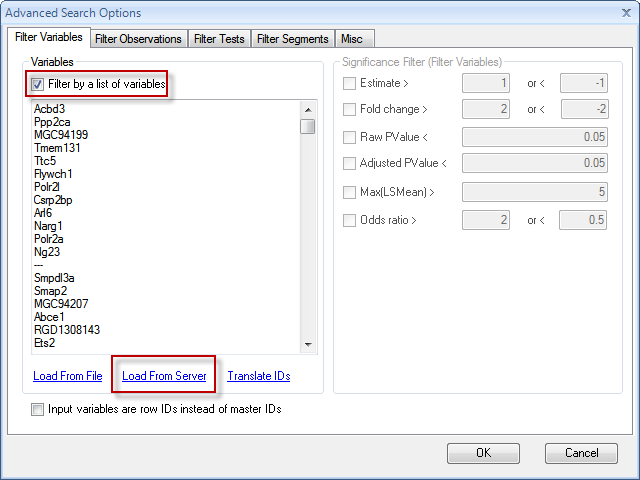 Advanced Search Options
Filter Variables Filter Observations Filter Tests Filter Segments Misc
Variables
Filter by a list of variables
Acbd3
Ppp2ca
MGC94199
Tmem131
Ttc5
Flywch1
Polr2l
Csrp2bp
Arl6
Narg1
Polr2a
Ng23
---
Smpdl3a
Smap2
MGC94207
Abce1
RGD1308143
Ets2
Load From File Load From Server Translate IDs
Input variables are row IDs instead of master IDs
Significance Filter (Filter Variables)
Estimate > 1 or < -1
Fold change > 2 or < -2
Raw PValue < 0.05
Adjusted PValue < 0.05
Max(LSMean) > 5
Odds ratio > 2 or < 0.5
OK Cancel